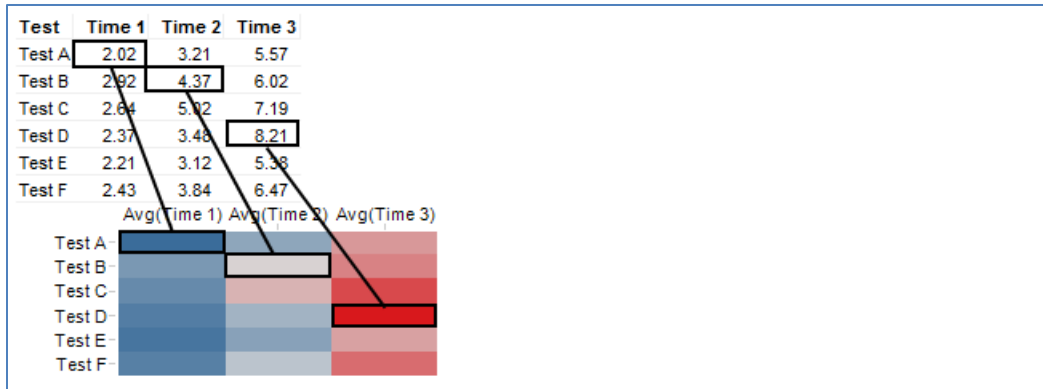 Test Time 1 Time 2 Time 3
Test A 2.02 3.21 5.57
Test B 2.92 4.37 6.02
Test C 2.64 5.02 7.19
Test D 2.37 3.48 8.21
Test E 2.21 3.12 5.38
Test F 2.43 3.84 6.47
Avg(Time 1) Avg(Time 2) Avg(Time 3)
Test A
Test B
Test C
Test D
Test E
Test F